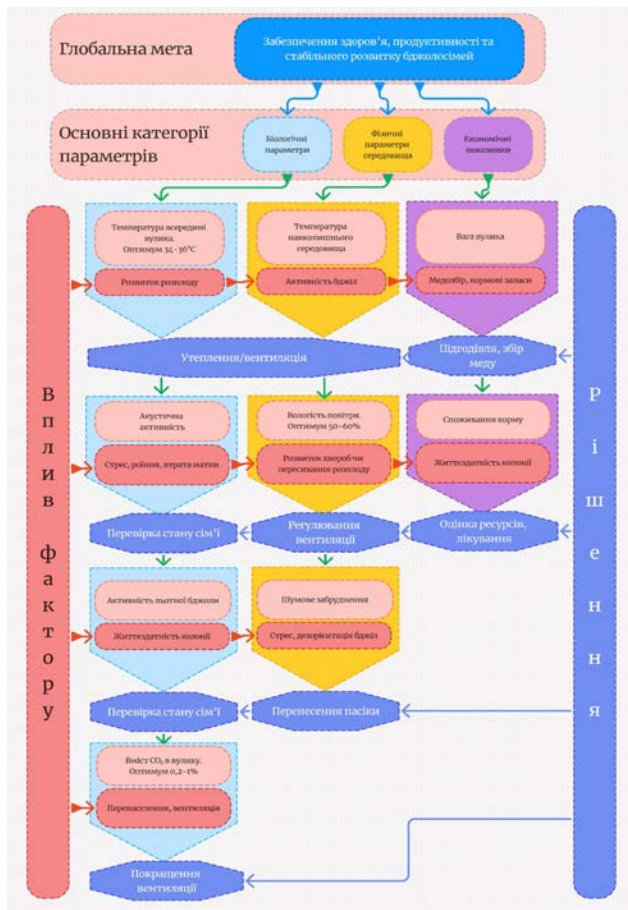 Глобальна мета
Забезпечення здоров'я, продуктивності та
стабільного розвитку бджолосімей
Основні категорії
параметрів
Біологічні
параметри
Фізичні
параметри
середовища
Економічні
показники
Вплив фактору
Рішення
Температура всередині
вулика.
Оптимум 34-36°C
Розвиток розплоду
Температура
навколишнього
середовища
Активність бджіл
Вага вулика
Медозбір, кормові запаси
Утеплення/вентиляція
Підгодівля, збір
меду
Акустична
активність
Стрес, роїння, втрата матки
Вологість повітря.
Оптимум 50-60%
Розвиток хвороб чи
пересихання розплоду
Споживання корму
Життєздатність колонії
Перевірка стану сім'ї
Регулювання
вентиляції
Оцінка ресурсів,
лікування
Активність льотної бджоли
Життєздатність колонії
Шумове забруднення
Стрес, дезорієнтація бджіл
Перевірка стану сім'ї
Перенесення пасіки
Вміст CO₂ в вулику.
Оптимум 0,2-1%
Перенаселення, вентиляція
Покращення
вентиляції